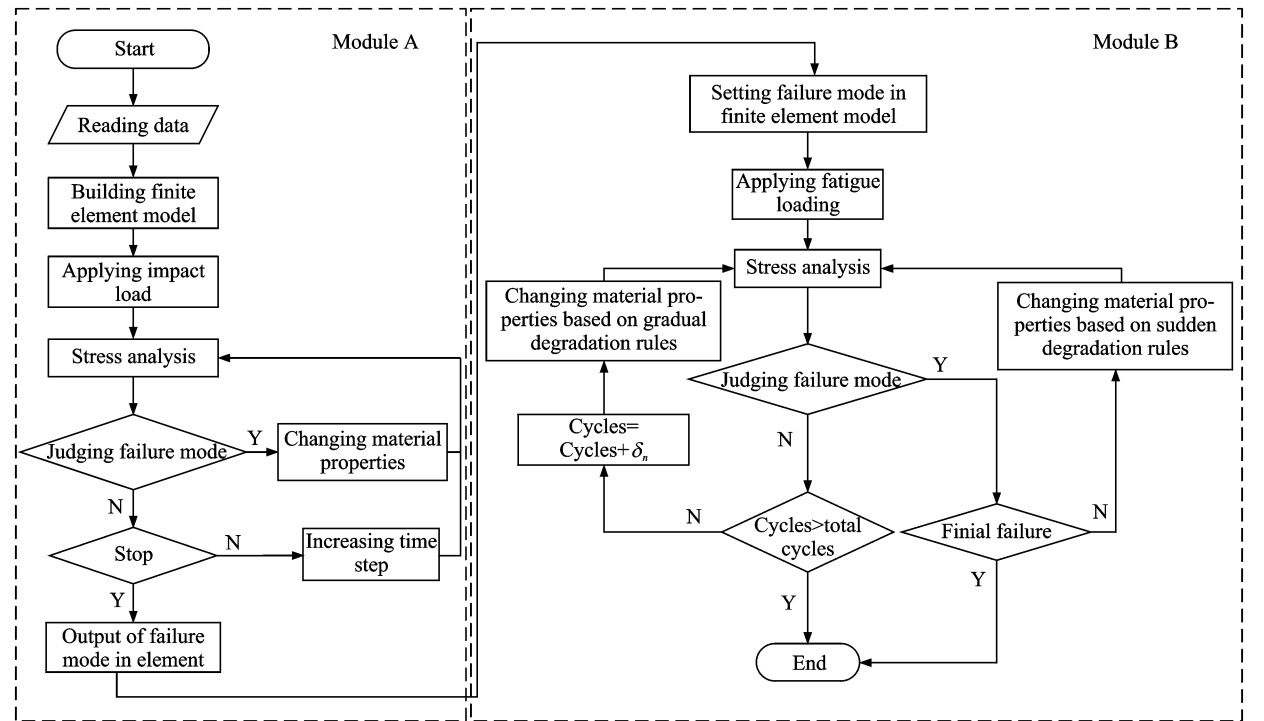 Start
Module A
Reading data
Building finite
element model
Applying impact
load
Stress analysis
Judging failure mode
Y
Changing material
properties
N
Stop
N
Increasing time
step
Y
Output of failure
mode in element
Module B
Setting failure mode in
finite element model
Applying fatigue
loading
Stress analysis
Changing material pro-
perties based on gradual
degradation rules
Changing material pro-
perties based on sudden
degradation rules
Judging failure mode
Y
Cycles=
Cycles+δn
N
N
Cycles>total
cycles
Finial failure
N
Y
Y
End